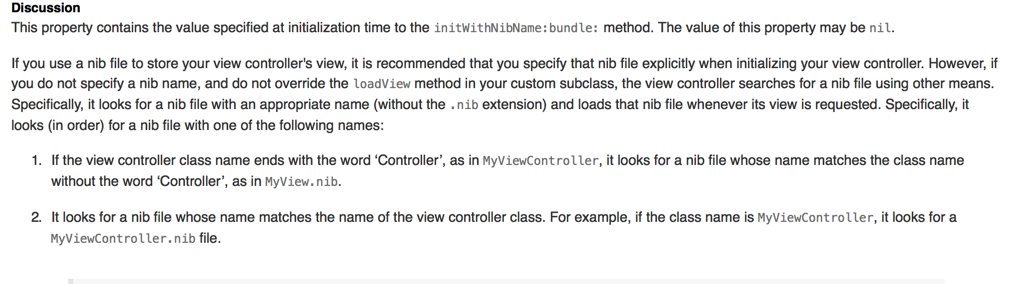 Discussion
This property contains the value specified at initialization time to the initWithNibName:bundle: method. The value of this property may be nil.
If you use a nib file to store your view controller's view, it is recommended that you specify that nib file explicitly when initializing your view controller. However, if
you do not specify a nib name, and do not override the loadView method in your custom subclass, the view controller searches for a nib file using other means.
Specifically, it looks for a nib file with an appropriate name (without the .nib extension) and loads that nib file whenever its view is requested. Specifically, it
looks (in order) for a nib file with one of the following names:
1. If the view controller class name ends with the word ‘Controller’, as in MyViewController, it looks for a nib file whose name matches the class name
without the word ‘Controller’, as in MyView.nib.
2. It looks for a nib file whose name matches the name of the view controller class. For example, if the class name is MyViewController, it looks for a
MyViewController.nib file.